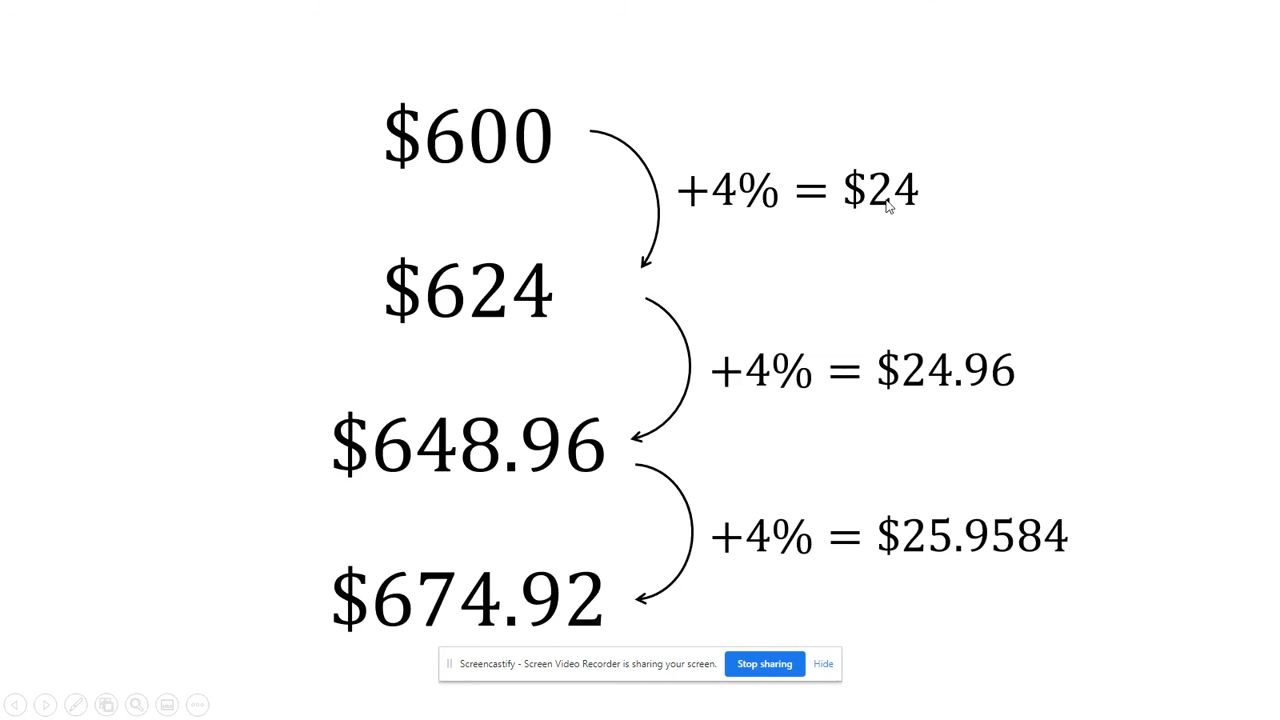 $600
+4% = $24
$624
+4% = $24.96
$648.96
+4% = $25.9584
$674.92
Screencastify - Screen Video Recorder is sharing your screen. Stop sharing Hide